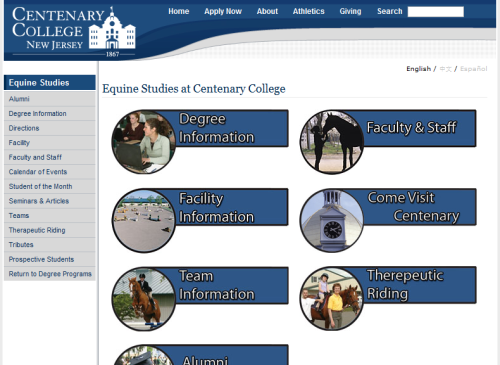 CENTENARY
COLLEGE
NEW JERSEY
1867
Home Apply Now About Athletics Giving Search
English / 中文 / Español
Equine Studies
Alumni
Degree Information
Directions
Facility
Faculty and Staff
Calendar of Events
Student of the Month
Seminars & Articles
Teams
Therapeutic Riding
Tributes
Prospective Students
Return to Degree Programs
Equine Studies at Centenary College
Degree
Information
Faculty & Staff
Facility
Information
Come Visit
Centenary
Team
Information
Therepeutic
Riding
Alumni